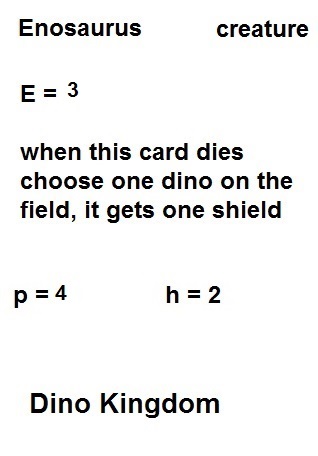 Enosaurus creature
E = 3
when this card dies
choose one dino on the
field, it gets one shield
p = 4 h = 2
Dino Kingdom